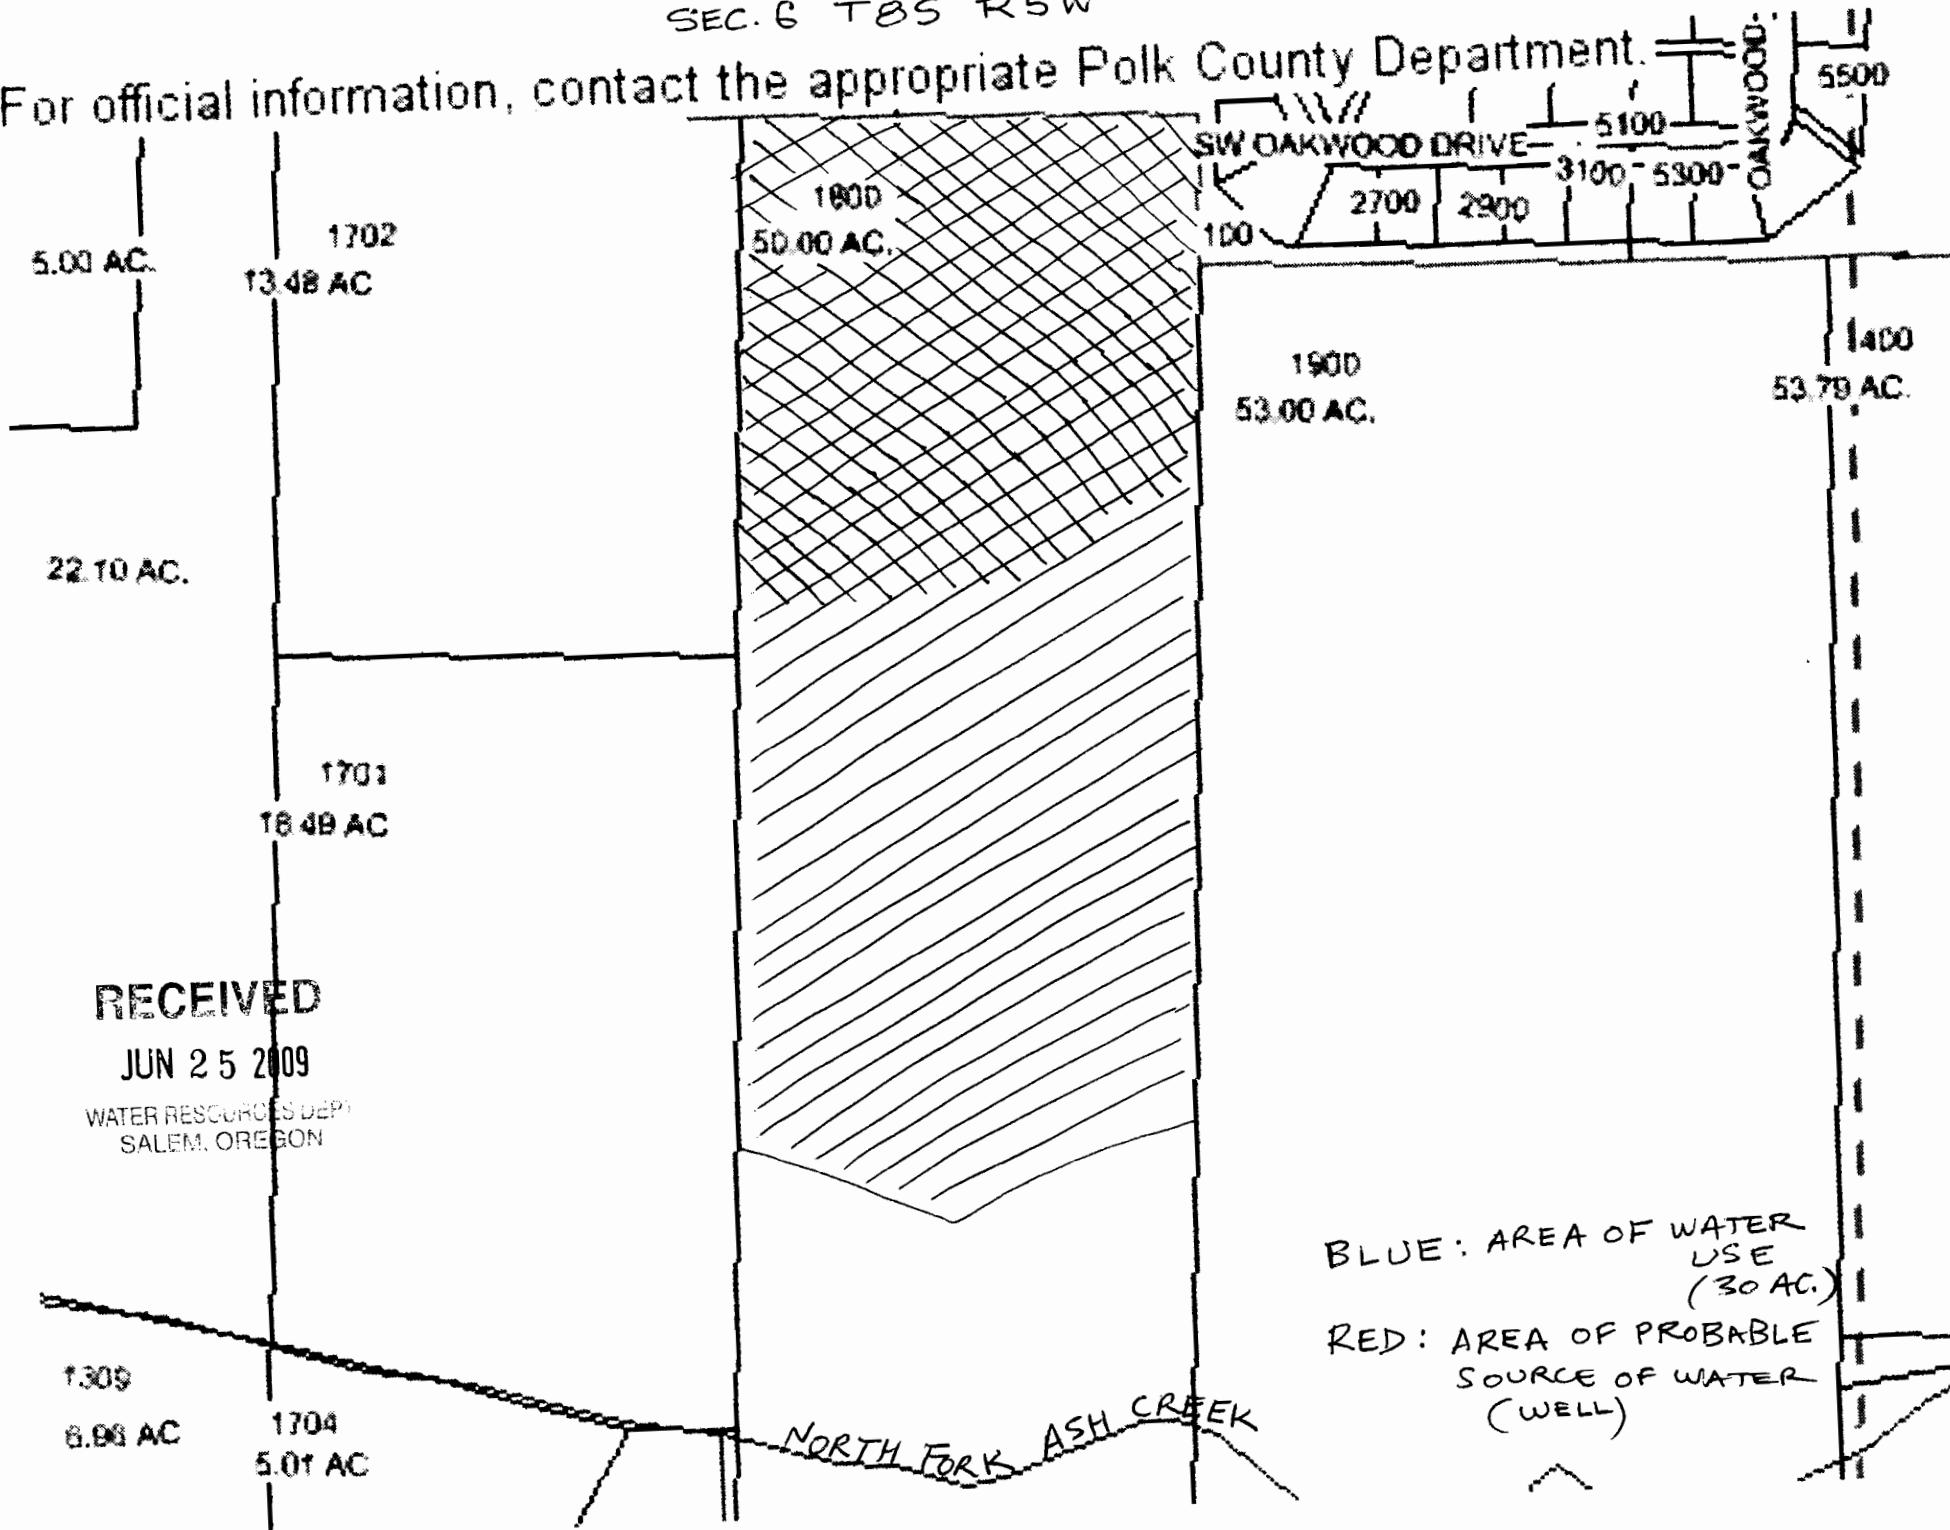 SEC. 6 T8S R5W
For official information, contact the appropriate Polk County Department.
OAKWOOD
5500
SW OAKWOOD DRIVE
5100
3100
5300
2700
2900
100
1800
50.00 AC.
1702
13.48 AC
5.00 AC.
1900
53.00 AC.
400
53.79 AC.
22.10 AC.
1701
18.49 AC
RECEIVED
JUN 25 2009
WATER RESOURCES DEPT
SALEM, OREGON
BLUE: AREA OF WATER
USE
(30 AC.)
RED: AREA OF PROBABLE
SOURCE OF WATER
(WELL)
1309
6.96 AC
1704
5.01 AC
NORTH FORK ASH CREEK